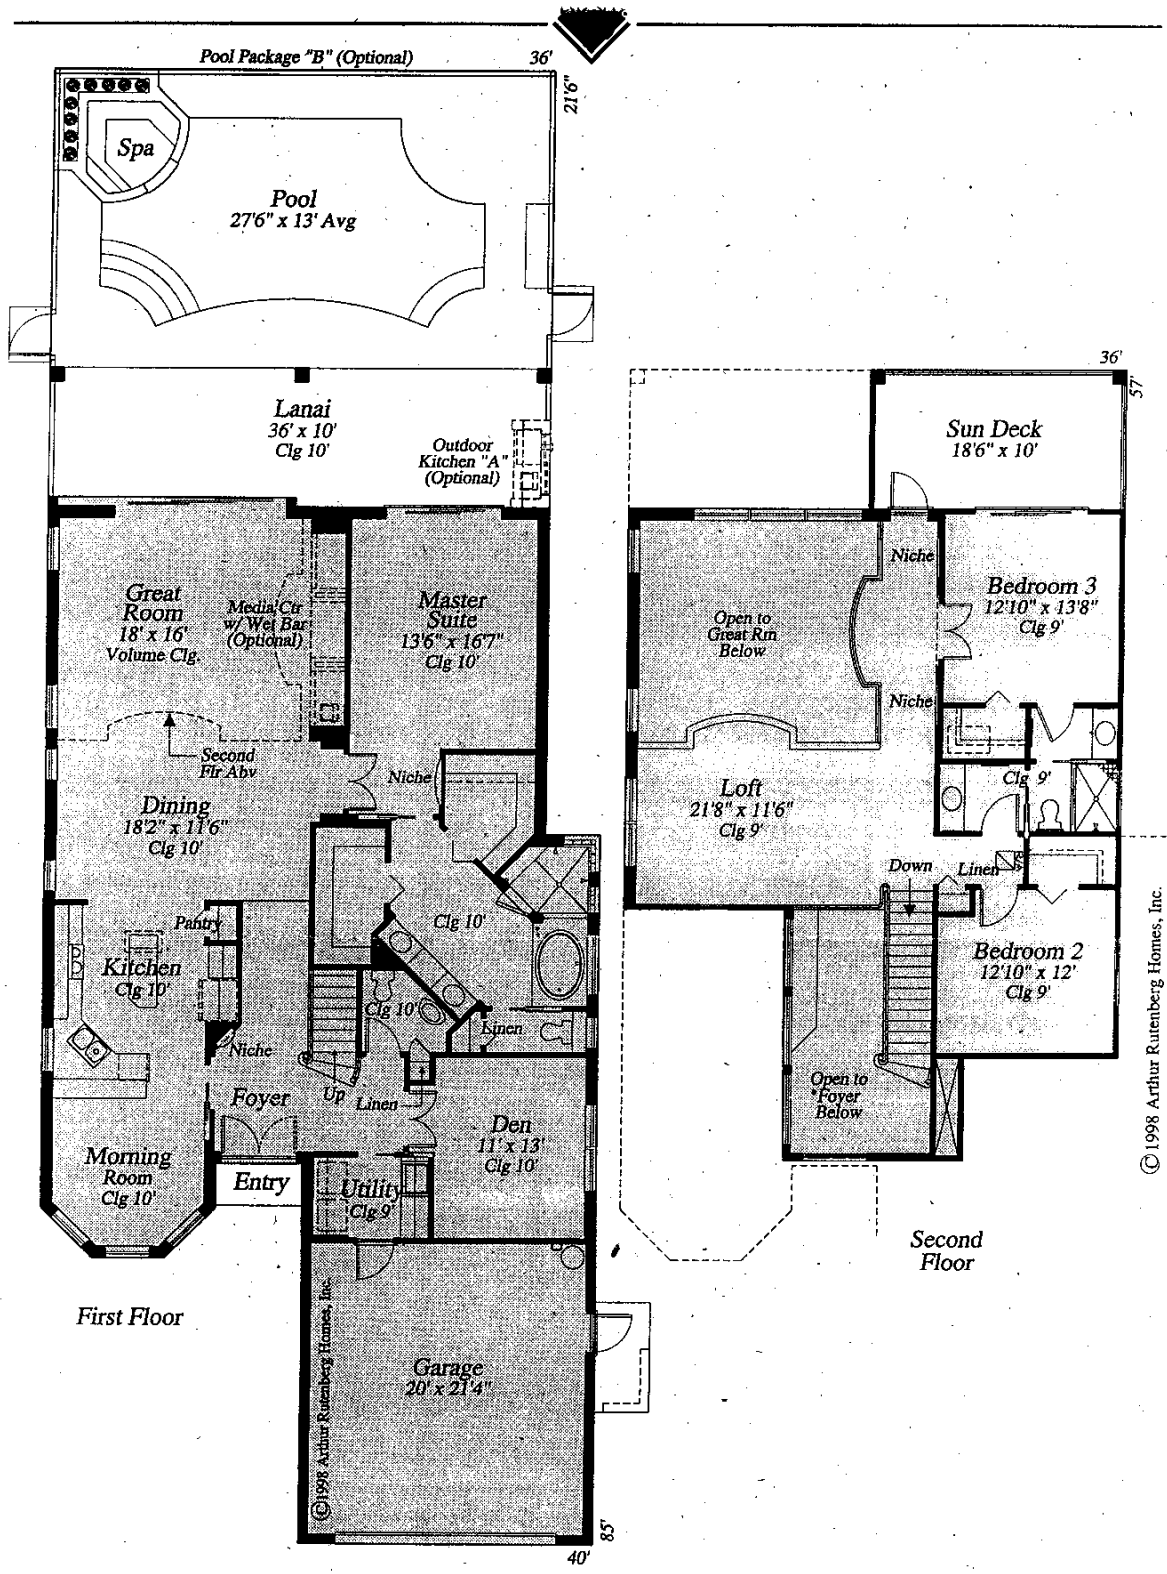 Pool Package "B" (Optional)
36'
21'6"
Spa
Pool
27'6" x 13' Avg
Lanai
36' x 10'
Clg 10'
Outdoor
Kitchen "A"
(Optional)
Great
Room
18' x 16'
Volume Clg.
Media Ctr
w/ Wet Bar
(Optional)
Master
Suite
13'6" x 16'7"
Clg 10'
Second
Flr Abv
Niche
Dining
18'2" x 11'6"
Clg 10'
Pantry
Clg 10'
Kitchen
Clg 10'
Clg 10'
Linen
Niche
Foyer
Up
Linen
Den
11' x 13'
Clg 10'
Morning
Room
Clg 10'
Entry
Utility
Clg 9'
First Floor
©1998 Arthur Rutenberg Homes, Inc.
Garage
20' x 21'4"
85'
40'
36'
57'
Sun Deck
18'6" x 10'
Niche
Bedroom 3
12'10" x 13'8"
Clg 9'
Open to
Great Rm
Below
Niche
Clg 9'
Loft
21'8" x 11'6"
Clg 9'
Down
Linen
Bedroom 2
12'10" x 12'
Clg 9'
Open to
Foyer
Below
Second
Floor
©1998 Arthur Rutenberg Homes, Inc.